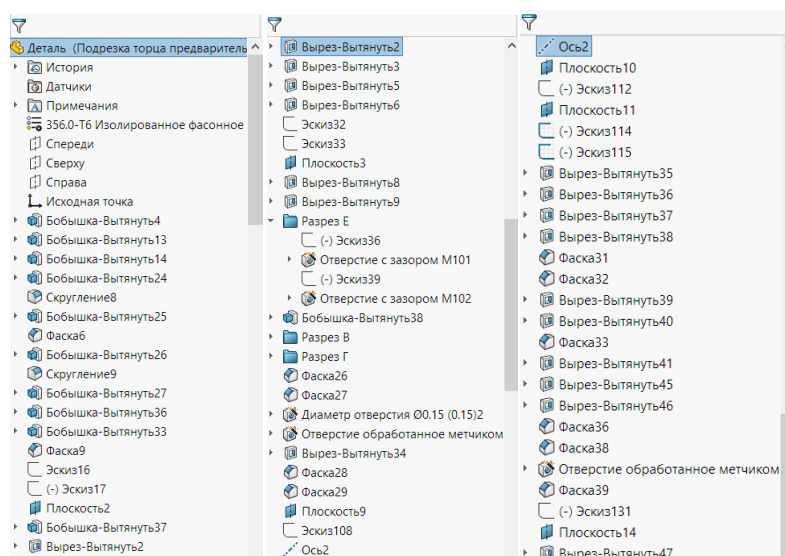 Деталь (Подрезка торца предваритель
История
Датчики
Примечания
356.0-T6 Изолированное фасонное
Спереди
Сверху
Справа
Исходная точка
Бобышка-Вытянуть4
Бобышка-Вытянуть13
Бобышка-Вытянуть14
Бобышка-Вытянуть24
Скругление8
Бобышка-Вытянуть25
Фаска6
Бобышка-Вытянуть26
Скругление9
Бобышка-Вытянуть27
Бобышка-Вытянуть36
Бобышка-Вытянуть33
Фаска9
Эскиз16
(-) Эскиз17
Плоскость2
Бобышка-Вытянуть37
Вырез-Вытянуть2
Вырез-Вытянуть2
Вырез-Вытянуть3
Вырез-Вытянуть5
Вырез-Вытянуть6
Эскиз32
Эскиз33
Плоскость3
Вырез-Вытянуть8
Вырез-Вытянуть9
Разрез Е
(-) Эскиз36
Отверстие с зазором M101
(-) Эскиз39
Отверстие с зазором M102
Бобышка-Вытянуть38
Разрез В
Разрез Г
Фаска26
Фаска27
Диаметр отверстия Ø0.15 (0.15)2
Отверстие обработанное метчиком
Вырез-Вытянуть34
Фаска28
Фаска29
Плоскость9
Эскиз108
Ось2
Ось2
Плоскость10
(-) Эскиз112
Плоскость11
(-) Эскиз114
(-) Эскиз115
Вырез-Вытянуть35
Вырез-Вытянуть36
Вырез-Вытянуть37
Вырез-Вытянуть38
Фаска31
Фаска32
Вырез-Вытянуть39
Вырез-Вытянуть40
Фаска33
Вырез-Вытянуть41
Вырез-Вытянуть45
Вырез-Вытянуть46
Фаска36
Фаска38
Отверстие обработанное метчиком
Фаска39
(-) Эскиз131
Плоскость14
Вырез-Вытянуть47